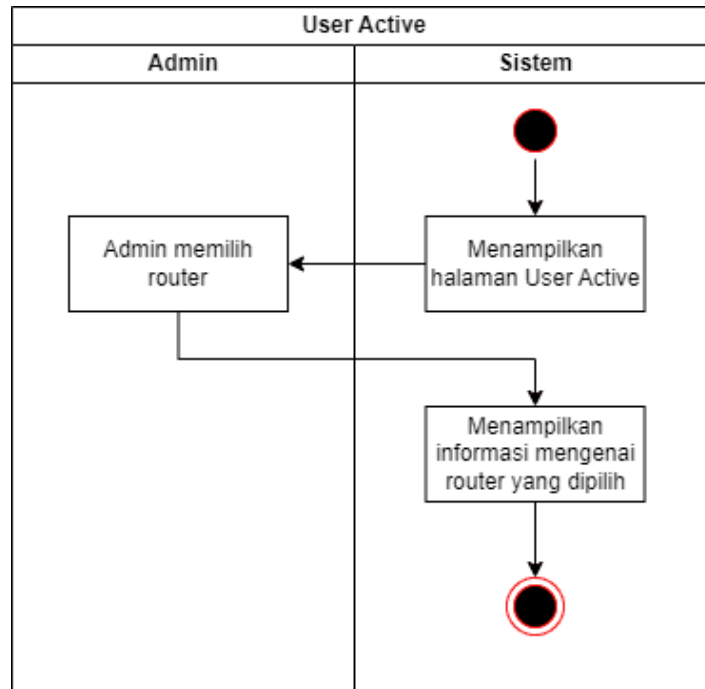 User Active
Admin
Sistem
Menampilkan
halaman User Active
Admin memilih
router
Menampilkan
informasi mengenai
router yang dipilih